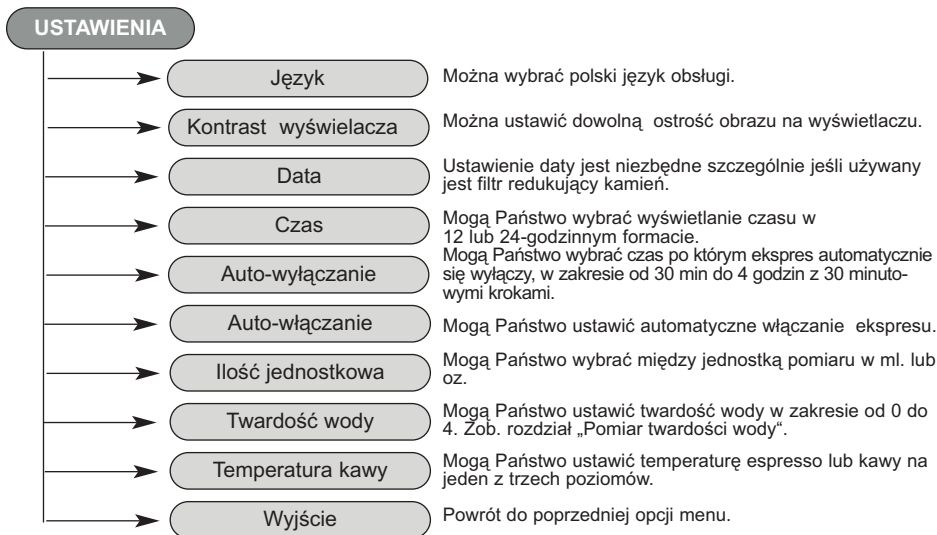 USTAWIENIA
Język
Można wybrać polski język obsługi.
Kontrast wyświelacza
Można ustawić dowolną ostrość obrazu na wyświetlaczu.
Data
Ustawienie daty jest niezbędne szczególnie jeśli używany
jest filtr redukujący kamień.
Czas
Mogą Państwo wybrać wyświetlanie czasu w
12 lub 24-godzinnym formacie.
Auto-wyłączanie
Mogą Państwo wybrać czas po którym ekspres automatycznie
się wyłączy, w zakresie od 30 min do 4 godzin z 30 minuto-
wymi krokami.
Auto-włączanie
Mogą Państwo ustawić automatyczne włączanie ekspresu.
Ilość jednostkowa
Mogą Państwo wybrać między jednostką pomiaru w ml. lub
oz.
Twardość wody
Mogą Państwo ustawić twardość wody w zakresie od 0 do
4. Zob. rozdział „Pomiar twardości wody“.
Temperatura kawy
Mogą Państwo ustawić temperaturę espresso lub kawy na
jeden z trzech poziomów.
Wyjście
Powrót do poprzedniej opcji menu.